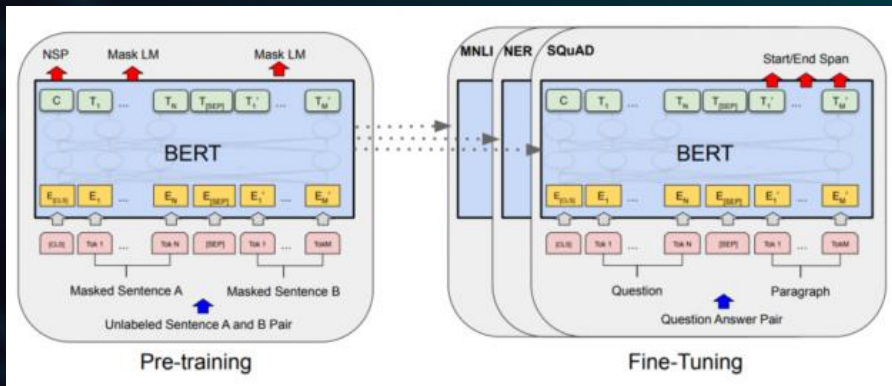 NSP Mask LM Mask LM
C T1 ... TN T[SEP] T1' ... TM'
BERT
E[CLS] E1 ... EN E[SEP] E1' ... EM'
[CLS] Tok 1 ... Tok N [SEP] Tok 1 ... TokM
Masked Sentence A Masked Sentence B
Unlabeled Sentence A and B Pair
Pre-training
MNLI NER SQuAD
Start/End Span
C T1 ... TN T[SEP] T1' ... TM'
BERT
E[CLS] E1 ... EN E[SEP] E1' ... EM'
[CLS] Tok 1 ... Tok N [SEP] Tok 1 ... TokM
Question Paragraph
Question Answer Pair
Fine-Tuning